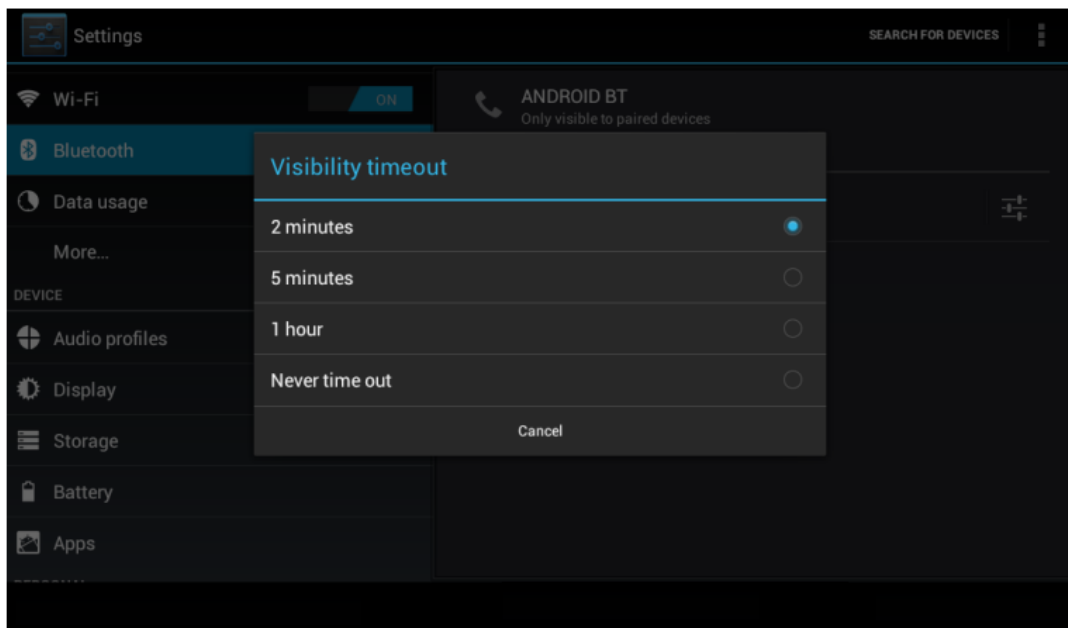 Settings
SEARCH FOR DEVICES
Wi-Fi
ON
ANDROID BT
Only visible to paired devices
Bluetooth
Visibility timeout
Data usage
2 minutes
More...
5 minutes
DEVICE
Audio profiles
1 hour
Display
Never time out
Storage
Cancel
Battery
Apps